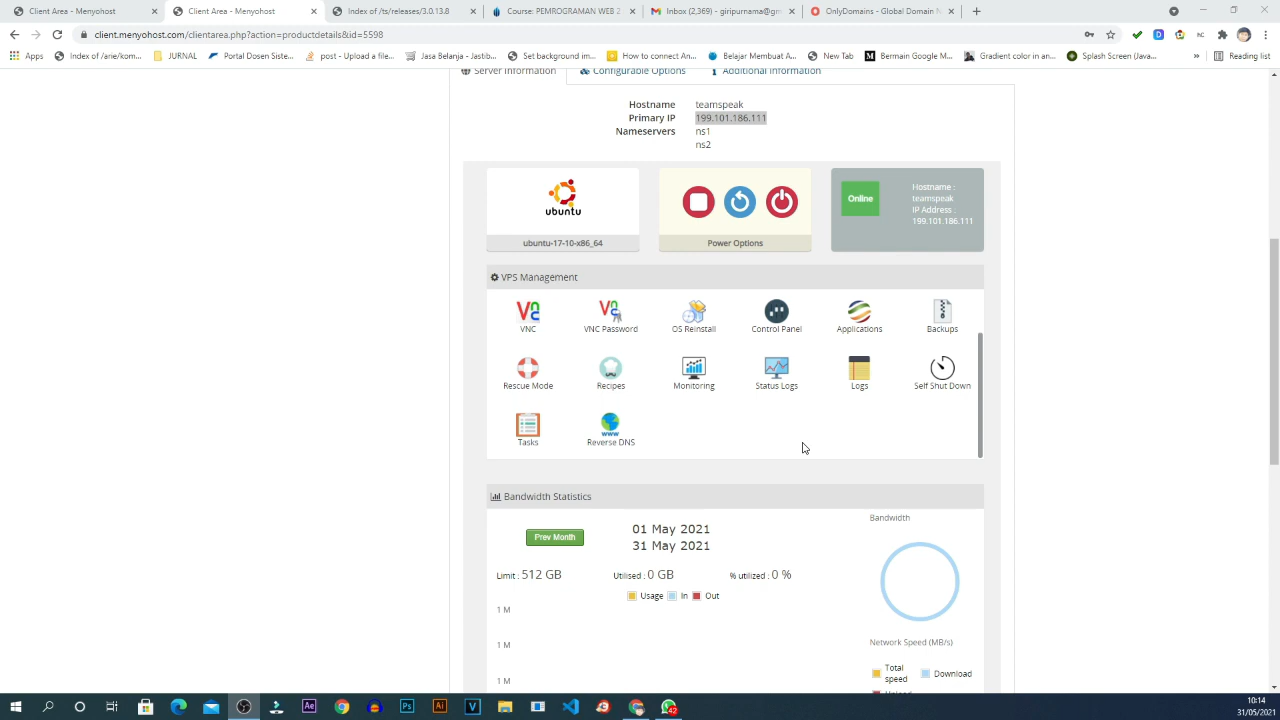 Client Area - Menyohost
Client Area - Menyohost
Index of /ts/releases/3.0.13.8
Course: PEMROGRAMAN WEB 2
Inbox (2,369) - giripurnama@gm
OnlyDomains - Global Domain N
client.menyohost.com/clientarea.php?action=productdetails&id=5598
Apps
Index of/arie/kom...
JURNAL
Portal Dosen Siste...
post - Upload a file...
Jasa Belanja - Jastib...
Set background im...
How to connect An...
Belajar Membuat A...
New Tab
Bermain Google M...
Gradient color in an...
Splash Screen (Java...
»
Reading list
Server Information
Configurable Options
Additional Information
Hostname teamspeak
Primary IP 199.101.186.111
Nameservers ns1
ns2
ubuntu
ubuntu-17-10-x86_64
Power Options
Online
Hostname :
teamspeak
IP Address :
199.101.186.111
VPS Management
VNC
VNC Password
OS Reinstall
Control Panel
Applications
Backups
Rescue Mode
Recipes
Monitoring
Status Logs
Logs
Self Shut Down
Tasks
www
Reverse DNS
Bandwidth Statistics
Prev Month
01 May 2021
31 May 2021
Bandwidth
Limit : 512 GB
Utilised : 0 GB
% utilized : 0 %
Usage
In
Out
1 M
1 M
1 M
Network Speed (MB/s)
Total
speed
Download
10:14
31/05/2021